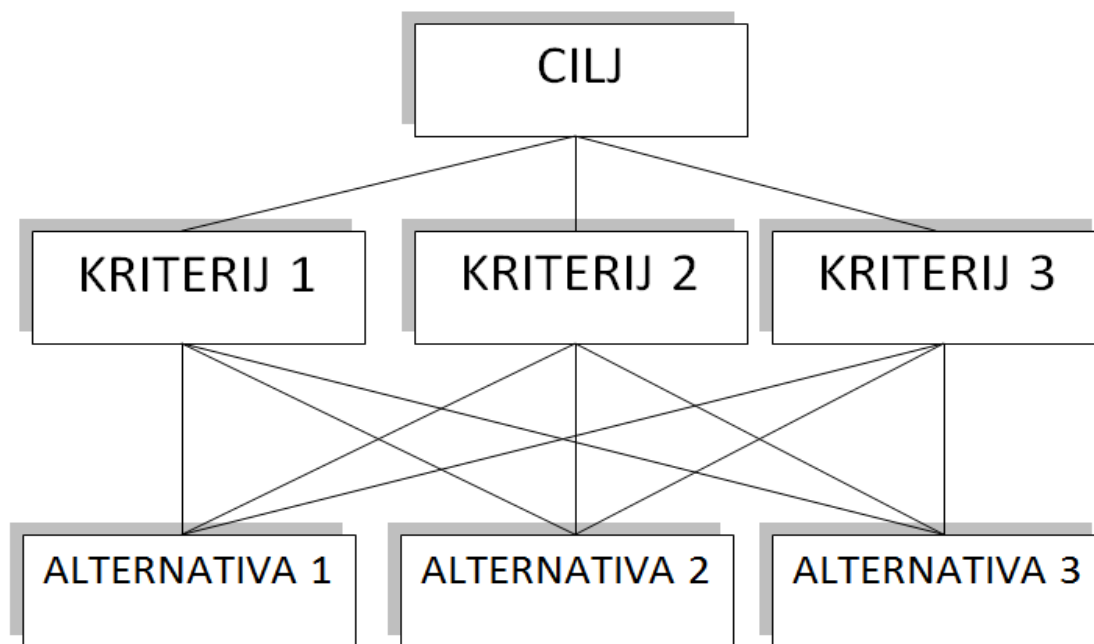 CILJ
KRITERIJ 1
KRITERIJ 2
KRITERIJ 3
ALTERNATIVA 1
ALTERNATIVA 2
ALTERNATIVA 3